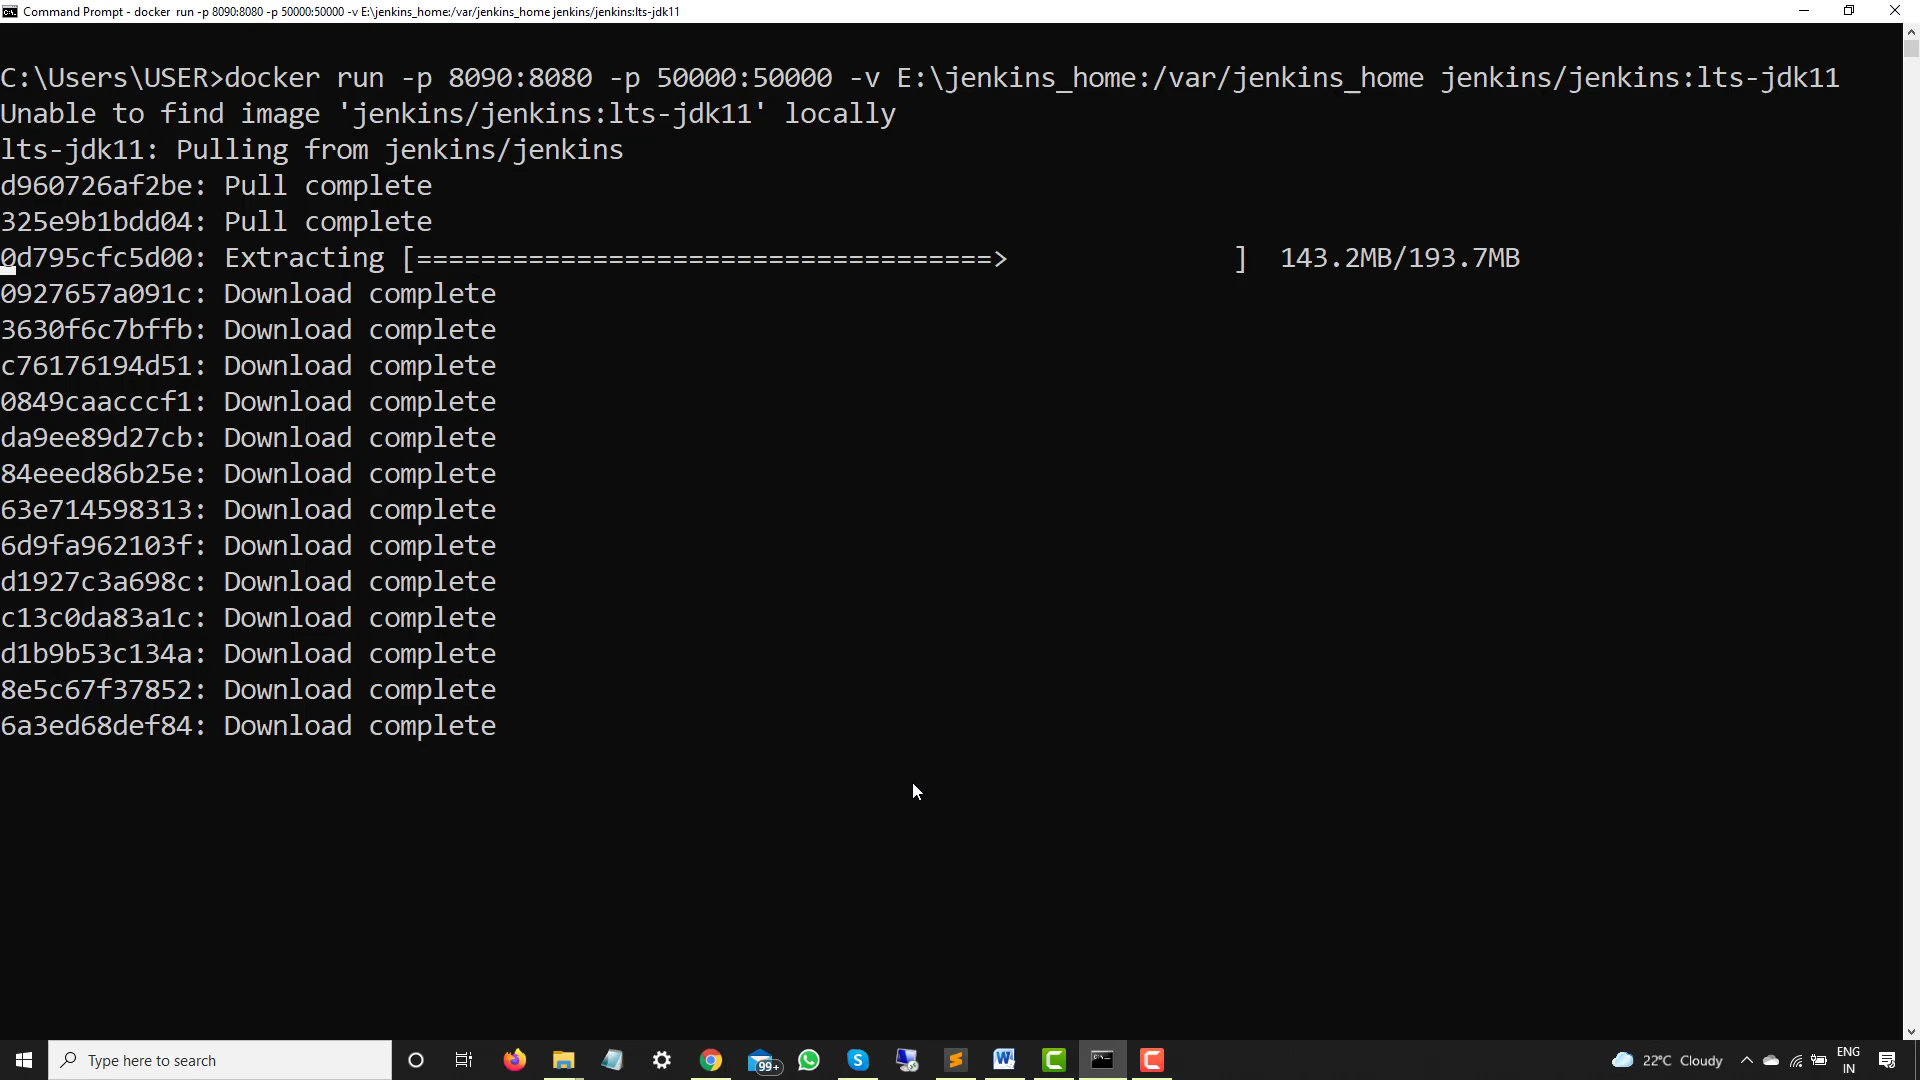 Command Prompt - docker run -p 8090:8080 -p 50000:50000 -v E:\jenkins_home:/var/jenkins_home jenkins/jenkins:lts-jdk11
C:\Users\USER>docker run -p 8090:8080 -p 50000:50000 -v E:\jenkins_home:/var/jenkins_home jenkins/jenkins:lts-jdk11
Unable to find image 'jenkins/jenkins:lts-jdk11' locally
lts-jdk11: Pulling from jenkins/jenkins
d960726af2be: Pull complete
325e9b1bdd04: Pull complete
0d795cfc5d00: Extracting [====================================>              ]  143.2MB/193.7MB
0927657a091c: Download complete
3630f6c7bffb: Download complete
c76176194d51: Download complete
0849caacccf1: Download complete
da9ee89d27cb: Download complete
84eeed86b25e: Download complete
63e714598313: Download complete
6d9fa962103f: Download complete
d1927c3a698c: Download complete
c13c0da83a1c: Download complete
d1b9b53c134a: Download complete
8e5c67f37852: Download complete
6a3ed68def84: Download complete
Type here to search
99+
22°C Cloudy
ENG
IN